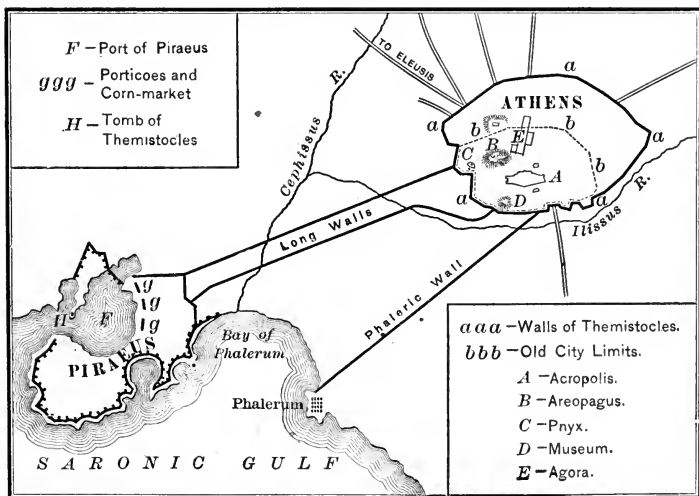 F – Port of Piraeus
ggg – Porticoes and
Corn-market
H – Tomb of
Themistocles
TO ELEUSIS
Cephissus R.
a
a
a
a
a
ATHENS
b
b
b
b
E
B
C
A
D
Ilissus R.
Long Walls
Phaleric Wall
g
g
g
H
F
PIRAEUS
Bay of
Phalerum
Phalerum
SARONIC GULF
aaa – Walls of Themistocles.
bbb – Old City Limits.
A – Acropolis.
B – Areopagus.
C – Pnyx.
D – Museum.
E – Agora.